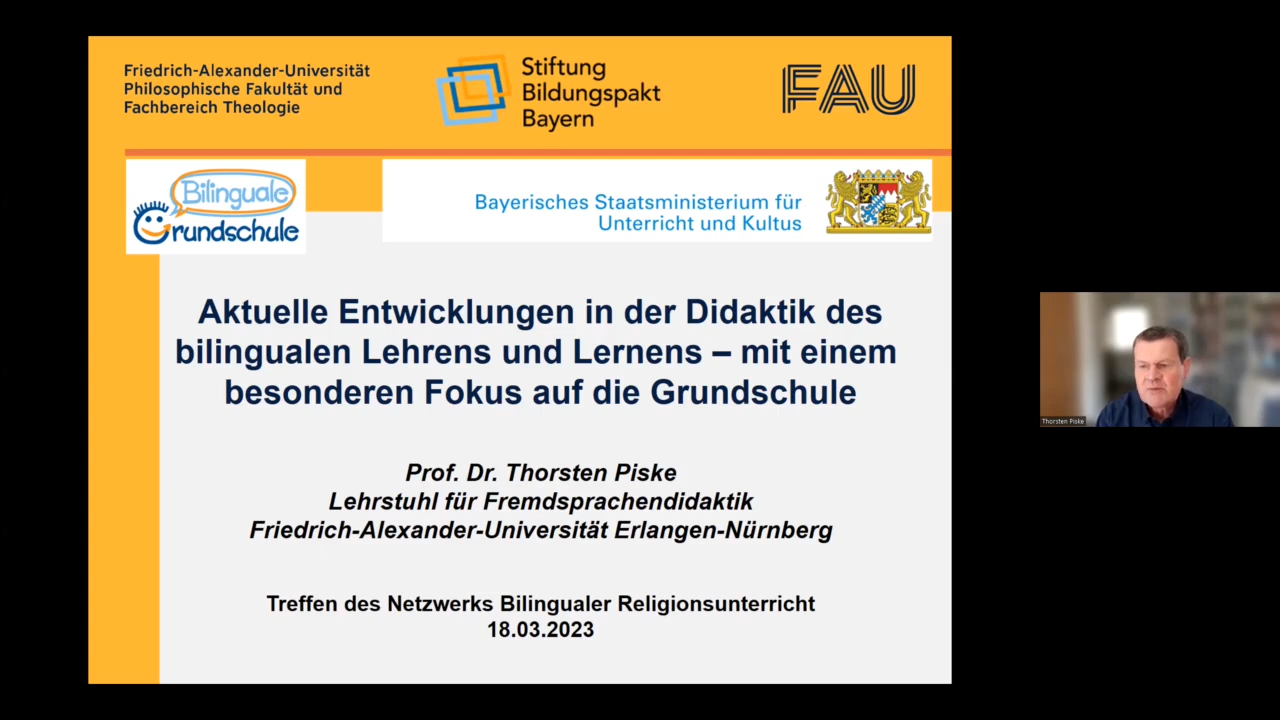 Friedrich-Alexander-Universität
Philosophische Fakultät und
Fachbereich Theologie
Stiftung
Bildungspakt
Bayern
FAU
Bilinguale
Grundschule
Bayerisches Staatsministerium für
Unterricht und Kultus
Aktuelle Entwicklungen in der Didaktik des
bilingualen Lehrens und Lernens – mit einem
besonderen Fokus auf die Grundschule
Prof. Dr. Thorsten Piske
Lehrstuhl für Fremdsprachendidaktik
Friedrich-Alexander-Universität Erlangen-Nürnberg
Treffen des Netzwerks Bilingualer Religionsunterricht
18.03.2023
Thorsten Piske